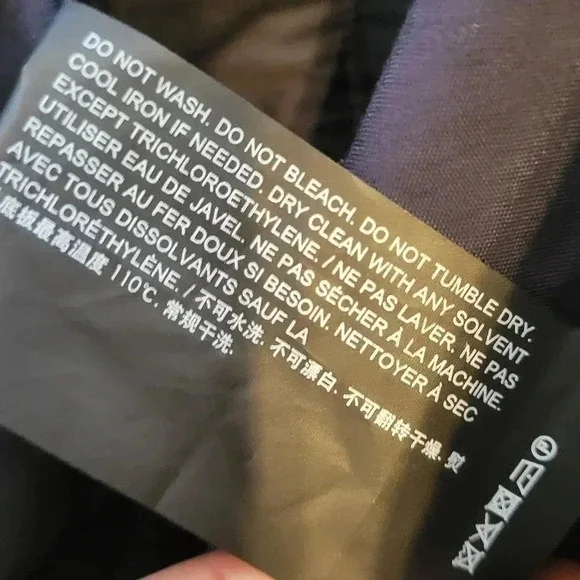 DO NOT WASH. DO NOT BLEACH. DO NOT TUMBLE DRY.
COOL IRON IF NEEDED. DRY CLEAN WITH ANY SOLVENT
EXCEPT TRICHLOROETHYLENE. / NE PAS LAVER. NE PAS
UTILISER EAU DE JAVEL. NE PAS SÉCHER À LA MACHINE.
REPASSER AU FER DOUX SI BESOIN. NETTOYER À SEC
AVEC TOUS DISSOLVANTS SAUF LA
TRICHLORÉTHYLÈNE. / 不可水洗. 不可漂白. 不可翻转干燥. 熨
底板最高温度 110℃. 常规干洗.
P